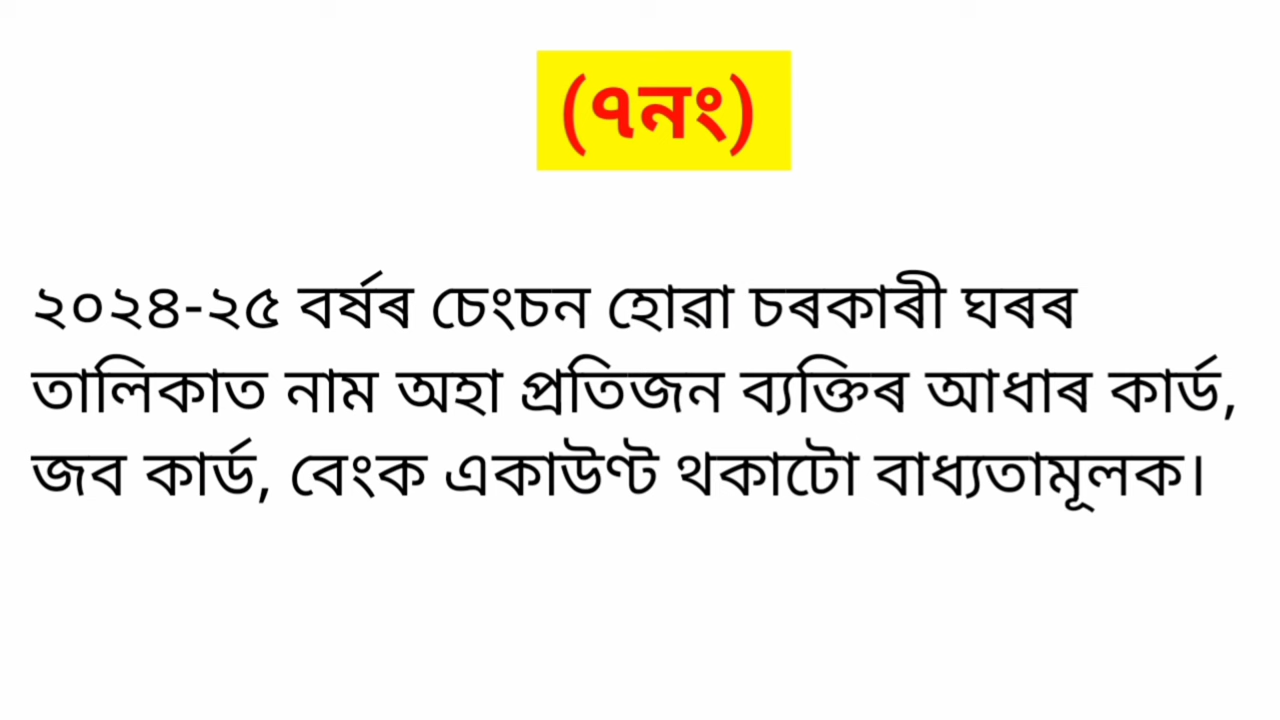 (৭নং)
২০২৪-২৫ বৰ্ষৰ চেংচন হোৱা চৰকাৰী ঘৰৰ
তালিকাত নাম অহা প্ৰতিজন ব্যক্তিৰ আধাৰ কাৰ্ড,
জব কাৰ্ড, বেংক একাউণ্ট থকাটো বাধ্যতামূলক।